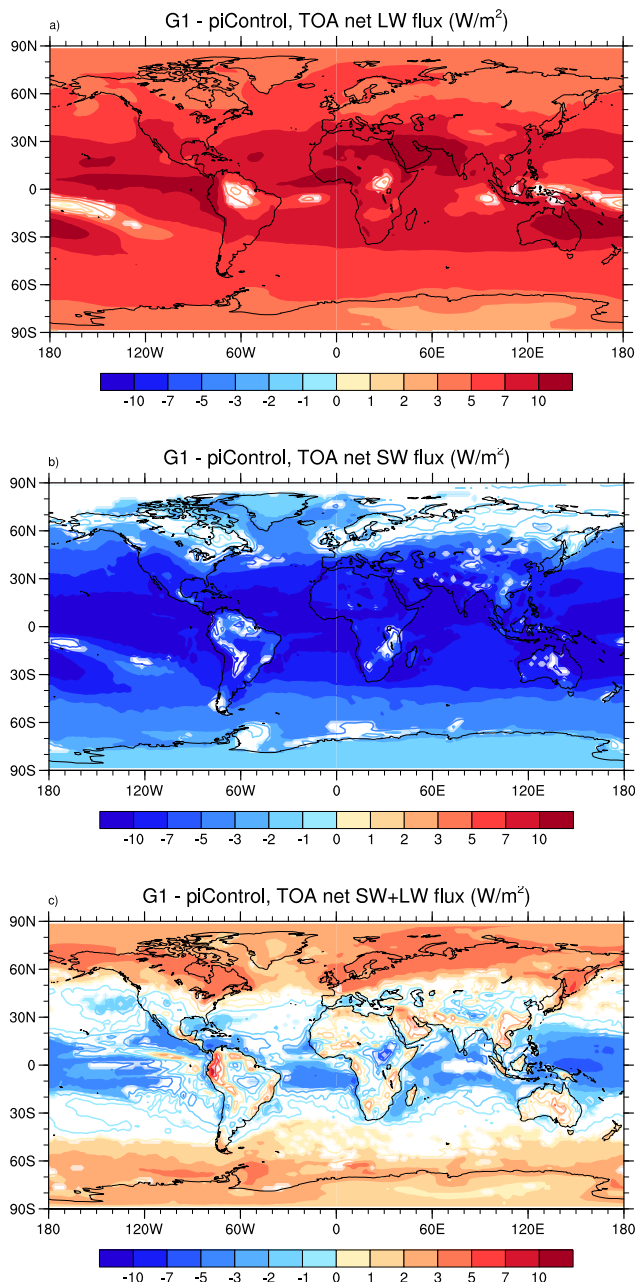 a)
G1 - piControl, TOA net LW flux (W/m²)
90N
60N
30N
0
30S
60S
90S
180 120W 60W 0 60E 120E 180
-10 -7 -5 -3 -2 -1 0 1 2 3 5 7 10
b)
G1 - piControl, TOA net SW flux (W/m²)
90N
60N
30N
0
30S
60S
90S
180 120W 60W 0 60E 120E 180
-10 -7 -5 -3 -2 -1 0 1 2 3 5 7 10
c)
G1 - piControl, TOA net SW+LW flux (W/m²)
90N
60N
30N
0
30S
60S
90S
180 120W 60W 0 60E 120E 180
-10 -7 -5 -3 -2 -1 0 1 2 3 5 7 10